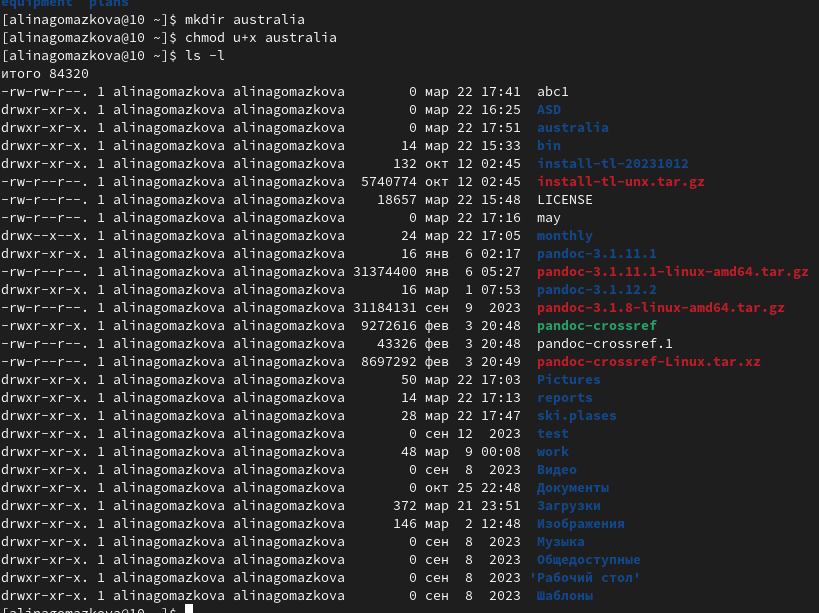 equipment plans
[alinagomazkova@10 ~]$ mkdir australia
[alinagomazkova@10 ~]$ chmod u+x australia
[alinagomazkova@10 ~]$ ls -l
итого 84320
-rw-rw-r--. 1 alinagomazkova alinagomazkova        0 мар 22 17:41  abc1
drwxr-xr-x. 1 alinagomazkova alinagomazkova        0 мар 22 16:25  ASD
drwxr-xr-x. 1 alinagomazkova alinagomazkova        0 мар 22 17:51  australia
drwxr-xr-x. 1 alinagomazkova alinagomazkova       14 мар 22 15:33  bin
drwxr-xr-x. 1 alinagomazkova alinagomazkova      132 окт 12 02:45  install-tl-20231012
-rw-r--r--. 1 alinagomazkova alinagomazkova  5740774 окт 12 02:45  install-tl-unx.tar.gz
-rw-r--r--. 1 alinagomazkova alinagomazkova    18657 мар 22 15:48  LICENSE
-rw-r--r--. 1 alinagomazkova alinagomazkova        0 мар 22 17:16  may
drwx--x--x. 1 alinagomazkova alinagomazkova       24 мар 22 17:05  monthly
drwxr-xr-x. 1 alinagomazkova alinagomazkova       16 янв  6 02:17  pandoc-3.1.11.1
-rw-r--r--. 1 alinagomazkova alinagomazkova 31374400 янв  6 05:27  pandoc-3.1.11.1-linux-amd64.tar.gz
drwxr-xr-x. 1 alinagomazkova alinagomazkova       16 мар  1 07:53  pandoc-3.1.12.2
-rw-r--r--. 1 alinagomazkova alinagomazkova 31184131 сен  9  2023  pandoc-3.1.8-linux-amd64.tar.gz
-rwxr-xr-x. 1 alinagomazkova alinagomazkova  9272616 фев  3 20:48  pandoc-crossref
-rw-r--r--. 1 alinagomazkova alinagomazkova    43326 фев  3 20:48  pandoc-crossref.1
-rw-r--r--. 1 alinagomazkova alinagomazkova  8697292 фев  3 20:49  pandoc-crossref-Linux.tar.xz
drwxr-xr-x. 1 alinagomazkova alinagomazkova       50 мар 22 17:03  Pictures
drwxr-xr-x. 1 alinagomazkova alinagomazkova       14 мар 22 17:13  reports
drwxr-xr-x. 1 alinagomazkova alinagomazkova       28 мар 22 17:47  ski.plases
drwxr-xr-x. 1 alinagomazkova alinagomazkova        0 сен 12  2023  test
drwxr-xr-x. 1 alinagomazkova alinagomazkova       48 мар  9 00:08  work
drwxr-xr-x. 1 alinagomazkova alinagomazkova        0 сен  8  2023  Видео
drwxr-xr-x. 1 alinagomazkova alinagomazkova        0 окт 25 22:48  Документы
drwxr-xr-x. 1 alinagomazkova alinagomazkova      372 мар 21 23:51  Загрузки
drwxr-xr-x. 1 alinagomazkova alinagomazkova      146 мар  2 12:48  Изображения
drwxr-xr-x. 1 alinagomazkova alinagomazkova        0 сен  8  2023  Музыка
drwxr-xr-x. 1 alinagomazkova alinagomazkova        0 сен  8  2023  Общедоступные
drwxr-xr-x. 1 alinagomazkova alinagomazkova        0 сен  8  2023 'Рабочий стол'
drwxr-xr-x. 1 alinagomazkova alinagomazkova        0 сен  8  2023  Шаблоны
[alinagomazkova@10 ~]$